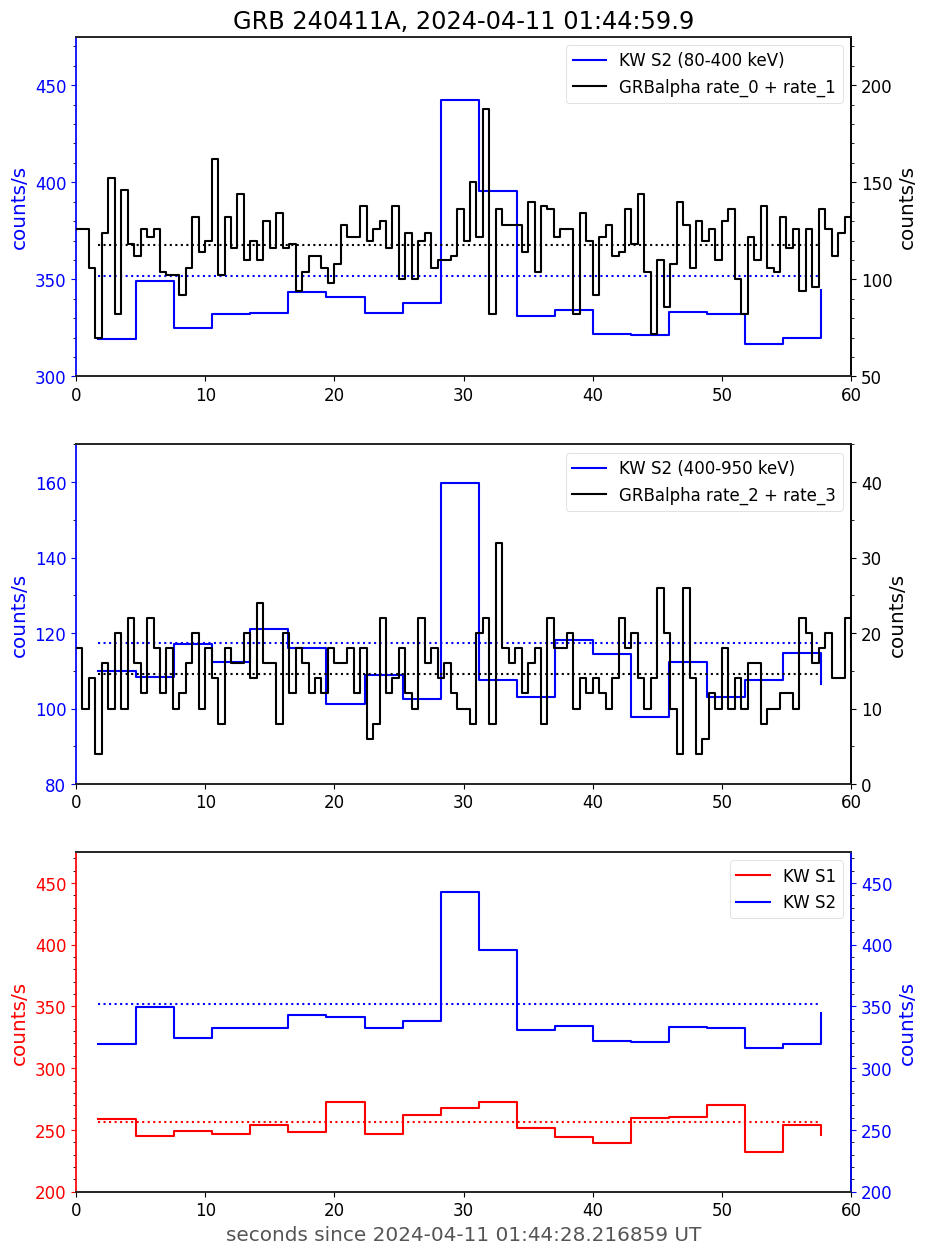 GRB 240411A, 2024-04-11 01:44:59.9
KW S2 (80-400 keV)
GRBalpha rate_0 + rate_1
450
400
350
300
counts/s
200
150
100
50
counts/s
0 10 20 30 40 50 60
KW S2 (400-950 keV)
GRBalpha rate_2 + rate_3
160
140
120
100
80
counts/s
40
30
20
10
0
counts/s
0 10 20 30 40 50 60
KW S1
KW S2
450
400
350
300
250
200
counts/s
450
400
350
300
250
200
counts/s
0 10 20 30 40 50 60
seconds since 2024-04-11 01:44:28.216859 UT